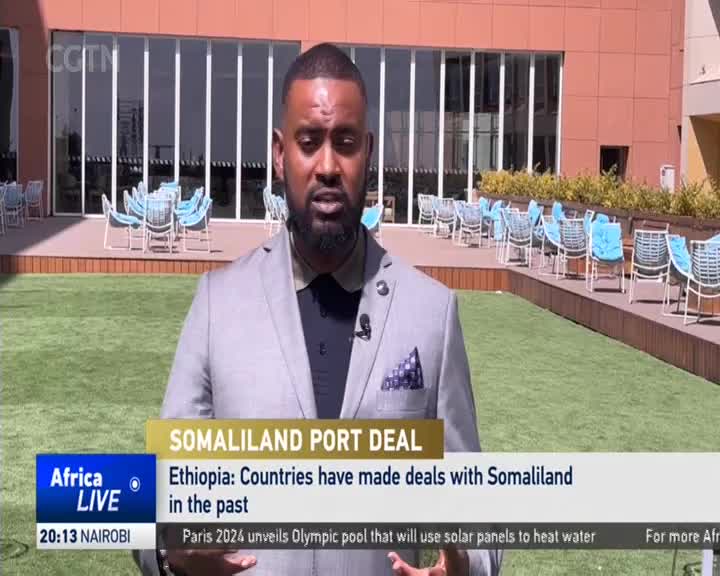 CGTN
SOMALILAND PORT DEAL
Africa
LIVE
Ethiopia: Countries have made deals with Somaliland
in the past
20:13 NAIROBI
Paris 2024 unveils Olympic pool that will use solar panels to heat water
For more Afr